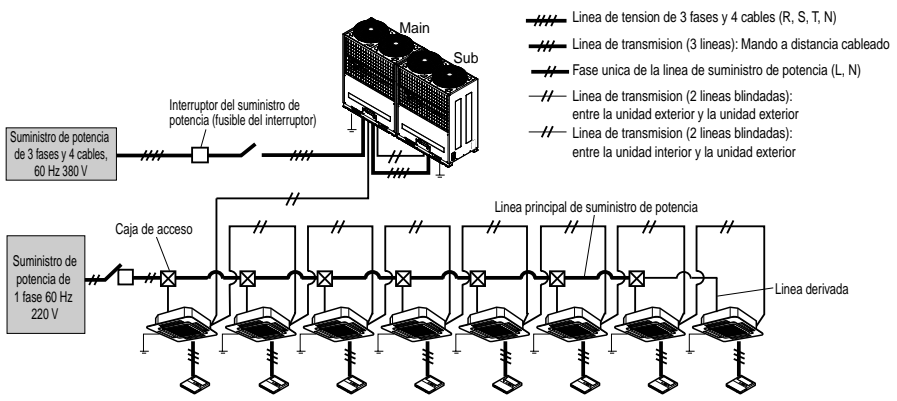 Main
Sub
Linea de tension de 3 fases y 4 cables (R, S, T, N)
Linea de transmision (3 lineas): Mando a distancia cableado
Fase unica de la linea de suministro de potencia (L, N)
Linea de transmision (2 lineas blindadas):
entre la unidad exterior y la unidad exterior
Linea de transmision (2 lineas blindadas):
entre la unidad interior y la unidad exterior
Interruptor del suministro de
potencia (fusible del interruptor)
Suministro de potencia
de 3 fases y 4 cables,
60 Hz 380 V
Linea principal de suministro de potencia
Caja de acceso
Suministro de
potencia de
1 fase 60 Hz
220 V
Linea derivada